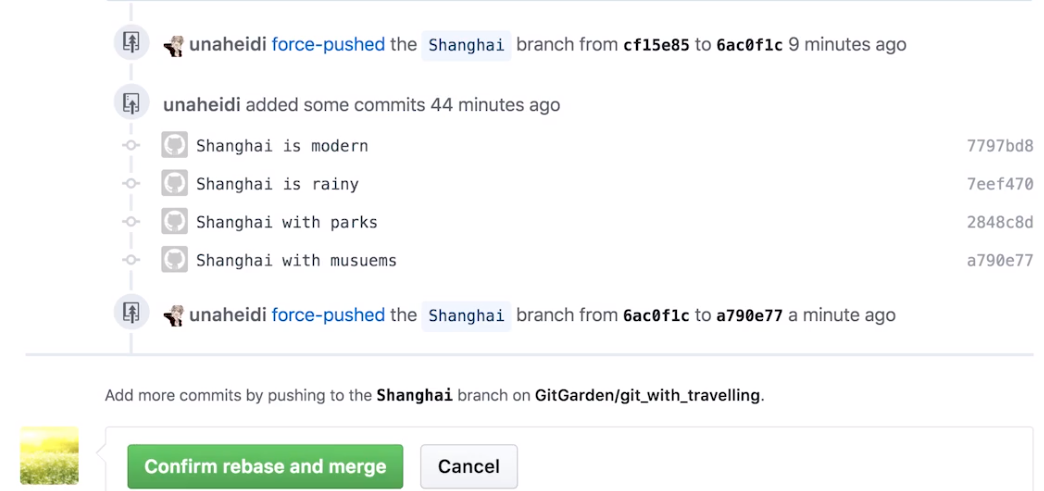 unaheidi force-pushed the Shanghai branch from cf15e85 to 6ac0f1c 9 minutes ago
unaheidi added some commits 44 minutes ago
Shanghai is modern 7797bd8
Shanghai is rainy 7eef470
Shanghai with parks 2848c8d
Shanghai with musuems a790e77
unaheidi force-pushed the Shanghai branch from 6ac0f1c to a790e77 a minute ago
Add more commits by pushing to the Shanghai branch on GitGarden/git_with_travelling.
Confirm rebase and merge Cancel